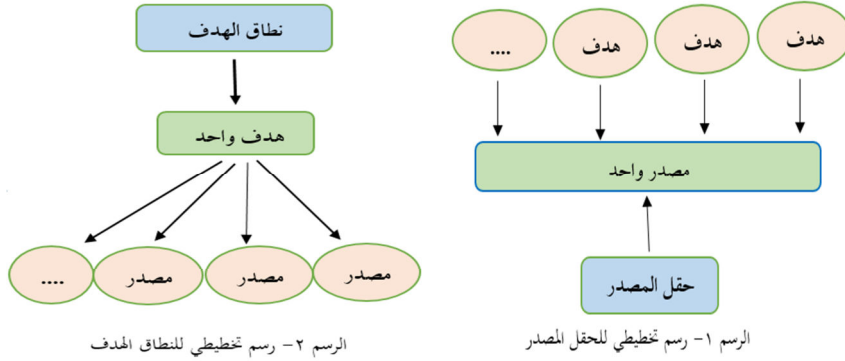 هدف
هدف
هدف
....
مصدر واحد
حقل المصدر
الرسم ١- رسم تخطيطي للحقل المصدر
نطاق الهدف
هدف واحد
مصدر
مصدر
مصدر
....
الرسم ٢- رسم تخطيطي للنطاق الهدف